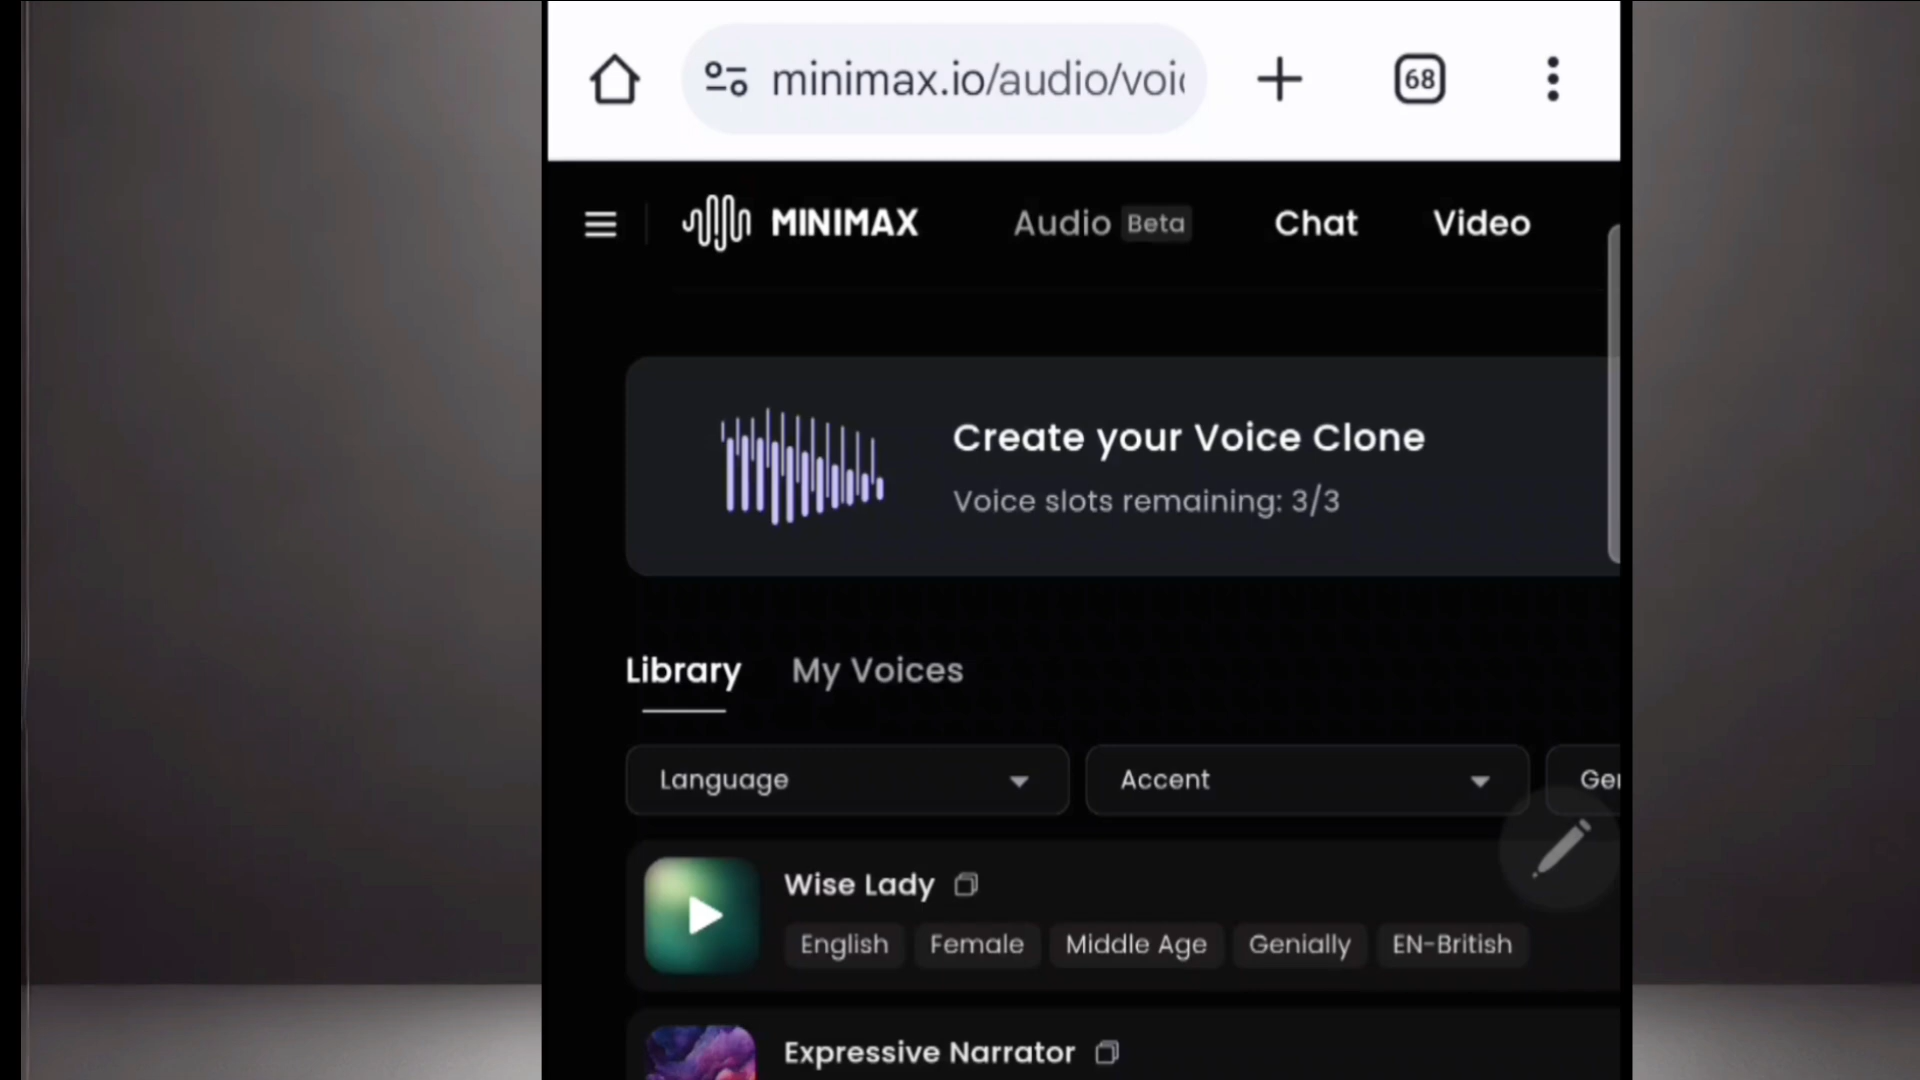 minimax.io/audio/voic
68
MINIMAX
Audio Beta
Chat
Video
Create your Voice Clone
Voice slots remaining: 3/3
Library
My Voices
Language
Accent
Ge
Wise Lady
English
Female
Middle Age
Genially
EN-British
Expressive Narrator